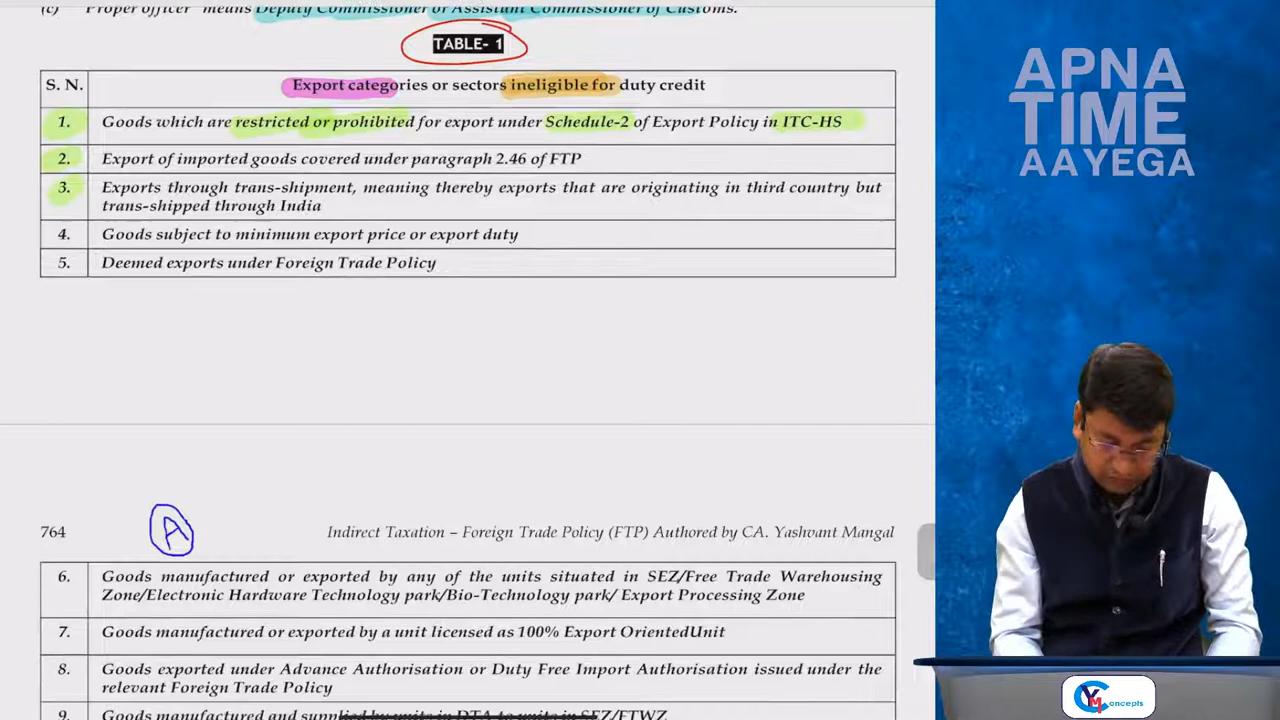 (c) "Proper officer" means Deputy Commissioner or Assistant Commissioner of Customs.
TABLE- 1
S. N. Export categories or sectors ineligible for duty credit
1. Goods which are restricted or prohibited for export under Schedule-2 of Export Policy in ITC-HS
2. Export of imported goods covered under paragraph 2.46 of FTP
3. Exports through trans-shipment, meaning thereby exports that are originating in third country but
trans-shipped through India
4. Goods subject to minimum export price or export duty
5. Deemed exports under Foreign Trade Policy
A
764 Indirect Taxation – Foreign Trade Policy (FTP) Authored by CA. Yashvant Mangal
6. Goods manufactured or exported by any of the units situated in SEZ/Free Trade Warehousing
Zone/Electronic Hardware Technology park/Bio-Technology park/ Export Processing Zone
7. Goods manufactured or exported by a unit licensed as 100% Export OrientedUnit
8. Goods exported under Advance Authorisation or Duty Free Import Authorisation issued under the
relevant Foreign Trade Policy
9. Goods manufactured and supplied by units in DTA to units in SEZ/FTWZ
APNA
TIME
AAYEGA
YM Concepts